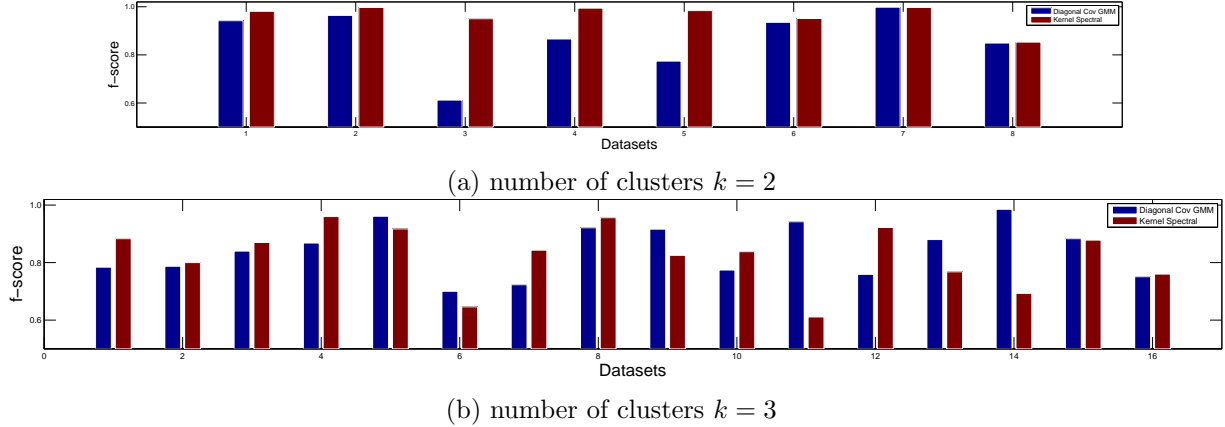 1.0
0.8
0.6
f−score
Diagonal Cov GMM
Kernel Spectral
1 2 3 4 5 6 7 8
Datasets
(a) number of clusters k = 2
1.0
0.8
0.6
f−score
Diagonal Cov GMM
Kernel Spectral
0 2 4 6 8 10 12 14 16
Datasets
(b) number of clusters k = 3